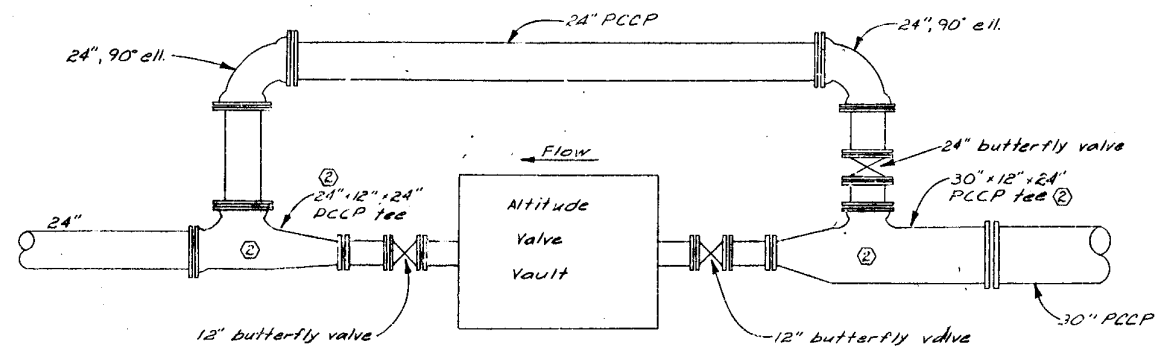 24" PCCP
24", 90° ell.
24", 90° ell.
24" butterfly valve
Flow
②
24"×12"×24"
PCCP tee
30"×12"×24"
PCCP tee ②
Altitude
Valve
Vault
24"
②
②
12" butterfly valve
12" butterfly valve
30" PCCP